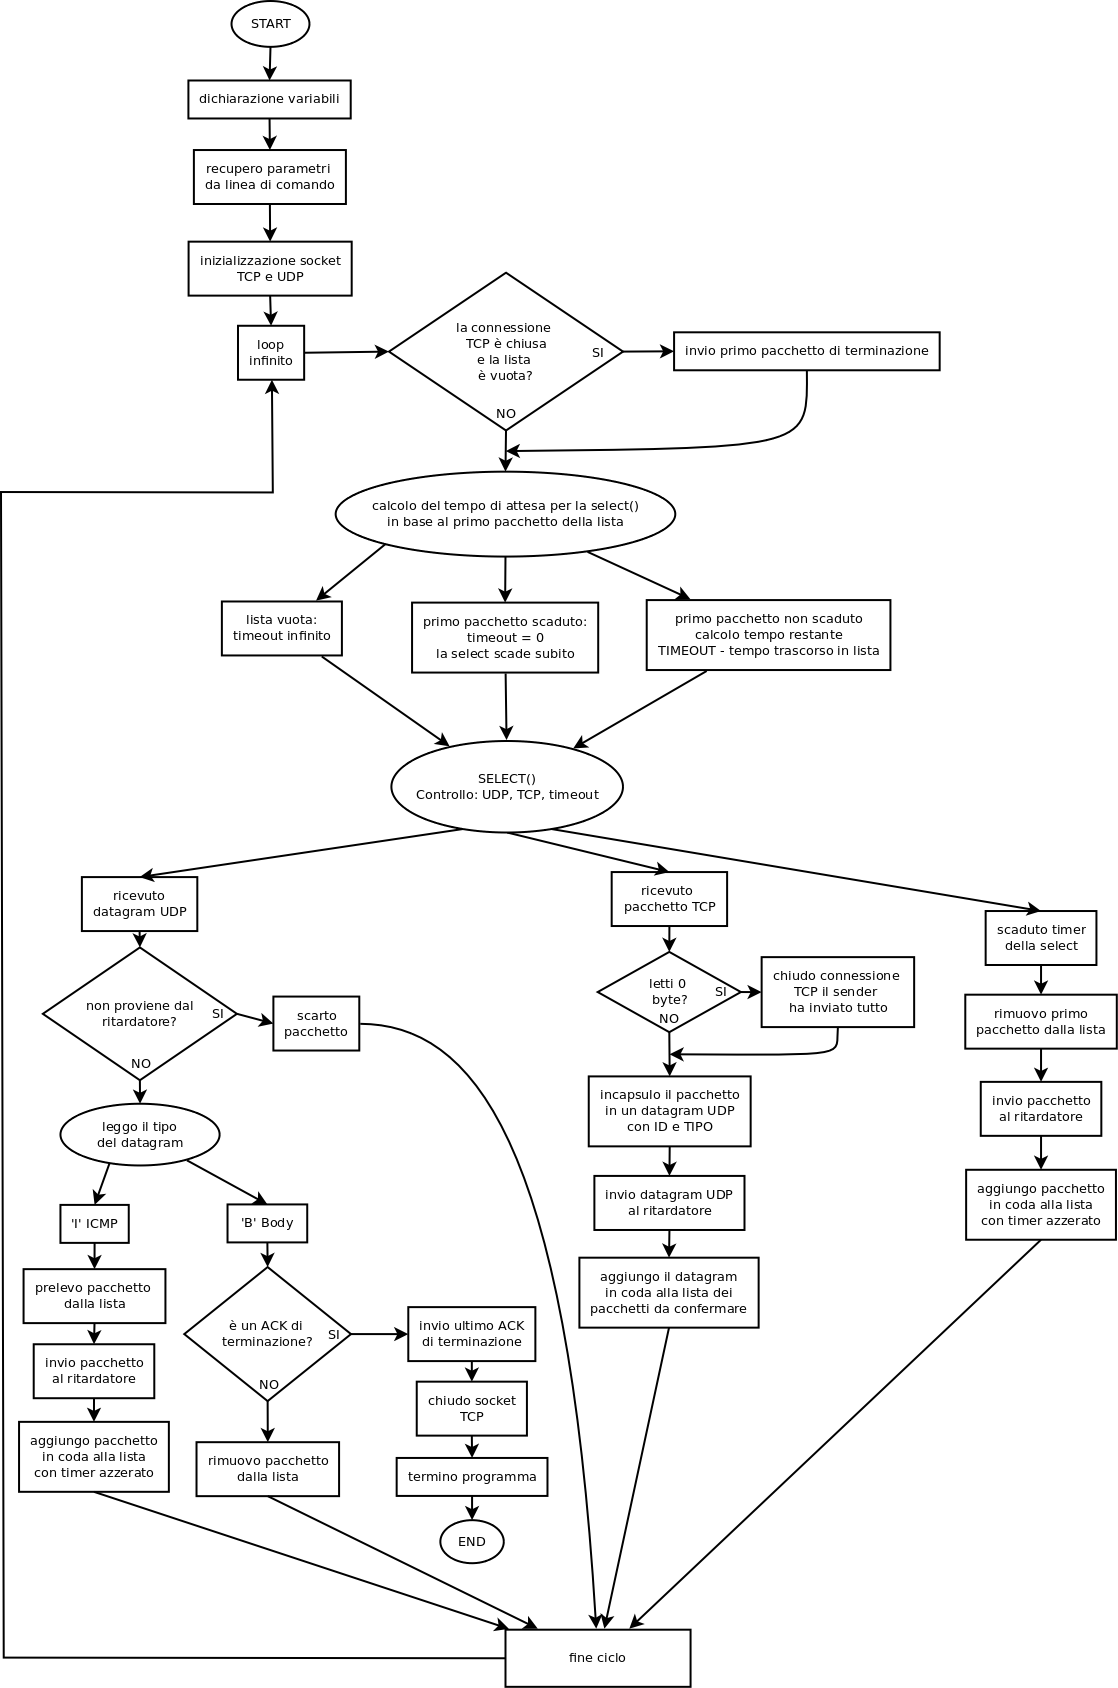 START
dichiarazione variabili
recupero parametri
da linea di comando
inizializzazione socket
TCP e UDP
loop
infinito
la connessione
TCP è chiusa
e la lista
è vuota?
SI
NO
invio primo pacchetto di terminazione
calcolo del tempo di attesa per la select()
in base al primo pacchetto della lista
lista vuota:
timeout infinito
primo pacchetto scaduto:
timeout = 0
la select scade subito
primo pacchetto non scaduto
calcolo tempo restante
TIMEOUT - tempo trascorso in lista
SELECT()
Controllo: UDP, TCP, timeout
ricevuto
datagram UDP
non proviene dal
ritardatore?
SI
NO
scarto
pacchetto
leggo il tipo
del datagram
'I' ICMP
prelevo pacchetto
dalla lista
invio pacchetto
al ritardatore
aggiungo pacchetto
in coda alla lista
con timer azzerato
'B' Body
è un ACK di
terminazione?
SI
NO
rimuovo pacchetto
dalla lista
invio ultimo ACK
di terminazione
chiudo socket
TCP
termino programma
END
ricevuto
pacchetto TCP
letti 0
byte?
SI
NO
chiudo connessione
TCP il sender
ha inviato tutto
incapsulo il pacchetto
in un datagram UDP
con ID e TIPO
invio datagram UDP
al ritardatore
aggiungo il datagram
in coda alla lista dei
pacchetti da confermare
scaduto timer
della select
rimuovo primo
pacchetto dalla lista
invio pacchetto
al ritardatore
aggiungo pacchetto
in coda alla lista
con timer azzerato
fine ciclo